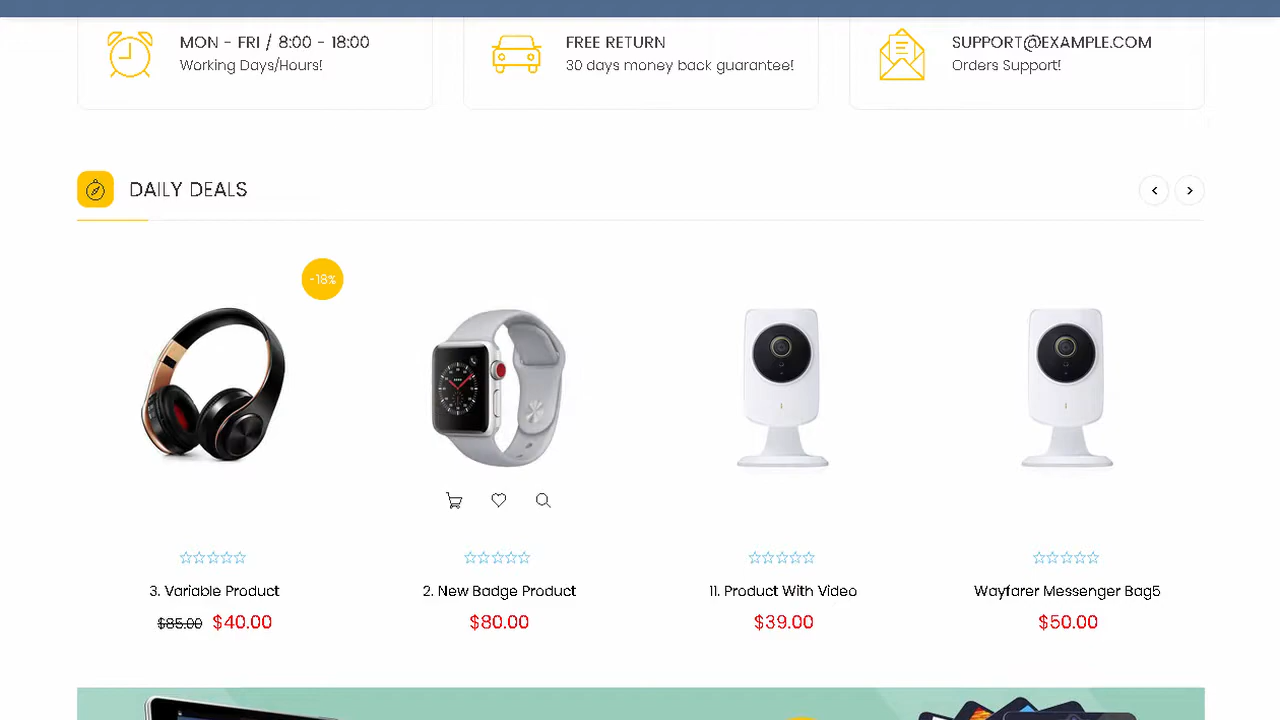 MON - FRI / 8:00 - 18:00
Working Days/Hours!
FREE RETURN
30 days money back guarantee!
SUPPORT@EXAMPLE.COM
Orders Support!
DAILY DEALS
-18%
3. Variable Product
$85.00 $40.00
2. New Badge Product
$80.00
11. Product With Video
$39.00
Wayfarer Messenger Bag5
$50.00